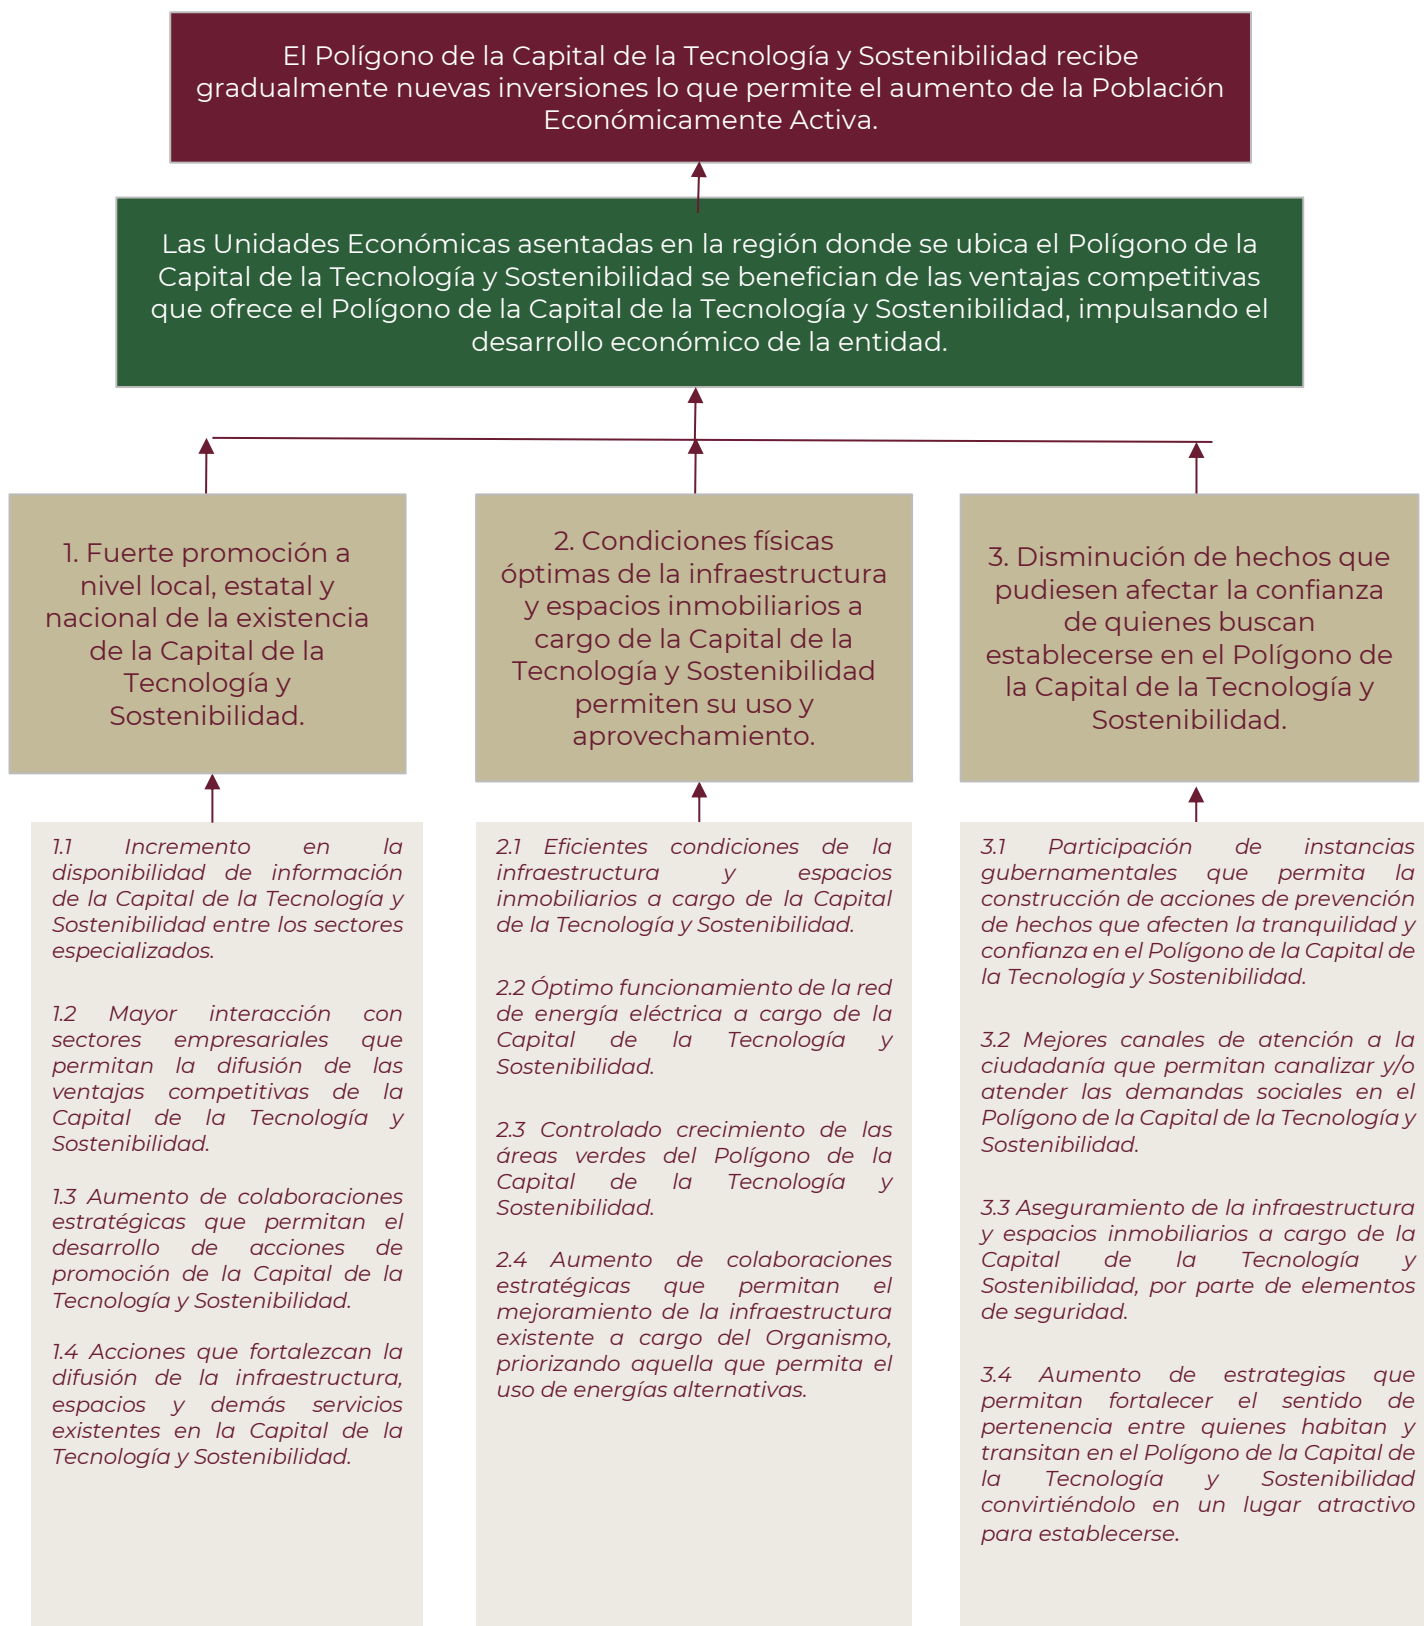 El Polígono de la Capital de la Tecnología y Sostenibilidad recibe
gradualmente nuevas inversiones lo que permite el aumento de la Población
Económicamente Activa.
Las Unidades Económicas asentadas en la región donde se ubica el Polígono de la
Capital de la Tecnología y Sostenibilidad se benefician de las ventajas competitivas
que ofrece el Polígono de la Capital de la Tecnología y Sostenibilidad, impulsando el
desarrollo económico de la entidad.
1. Fuerte promoción a
nivel local, estatal y
nacional de la existencia
de la Capital de la
Tecnología y
Sostenibilidad.
2. Condiciones físicas
óptimas de la infraestructura
y espacios inmobiliarios a
cargo de la Capital de la
Tecnología y Sostenibilidad
permiten su uso y
aprovechamiento.
3. Disminución de hechos que
pudiesen afectar la confianza
de quienes buscan
establecerse en el Polígono de
la Capital de la Tecnología y
Sostenibilidad.
1.1 Incremento en la
disponibilidad de información
de la Capital de la Tecnología y
Sostenibilidad entre los sectores
especializados.
1.2 Mayor interacción con
sectores empresariales que
permitan la difusión de las
ventajas competitivas de la
Capital de la Tecnología y
Sostenibilidad.
1.3 Aumento de colaboraciones
estratégicas que permitan el
desarrollo de acciones de
promoción de la Capital de la
Tecnología y Sostenibilidad.
1.4 Acciones que fortalezcan la
difusión de la infraestructura,
espacios y demás servicios
existentes en la Capital de la
Tecnología y Sostenibilidad.
2.1 Eficientes condiciones de la
infraestructura y espacios
inmobiliarios a cargo de la Capital
de la Tecnología y Sostenibilidad.
2.2 Óptimo funcionamiento de la red
de energía eléctrica a cargo de la
Capital de la Tecnología y
Sostenibilidad.
2.3 Controlado crecimiento de las
áreas verdes del Polígono de la
Capital de la Tecnología y
Sostenibilidad.
2.4 Aumento de colaboraciones
estratégicas que permitan el
mejoramiento de la infraestructura
existente a cargo del Organismo,
priorizando aquella que permita el
uso de energías alternativas.
3.1 Participación de instancias
gubernamentales que permita la
construcción de acciones de prevención
de hechos que afecten la tranquilidad y
confianza en el Polígono de la Capital de
la Tecnología y Sostenibilidad.
3.2 Mejores canales de atención a la
ciudadanía que permitan canalizar y/o
atender las demandas sociales en el
Polígono de la Capital de la Tecnología y
Sostenibilidad.
3.3 Aseguramiento de la infraestructura
y espacios inmobiliarios a cargo de la
Capital de la Tecnología y
Sostenibilidad, por parte de elementos
de seguridad.
3.4 Aumento de estrategias que
permitan fortalecer el sentido de
pertenencia entre quienes habitan y
transitan en el Polígono de la Capital de
la Tecnología y Sostenibilidad
convirtiéndolo en un lugar atractivo
para establecerse.